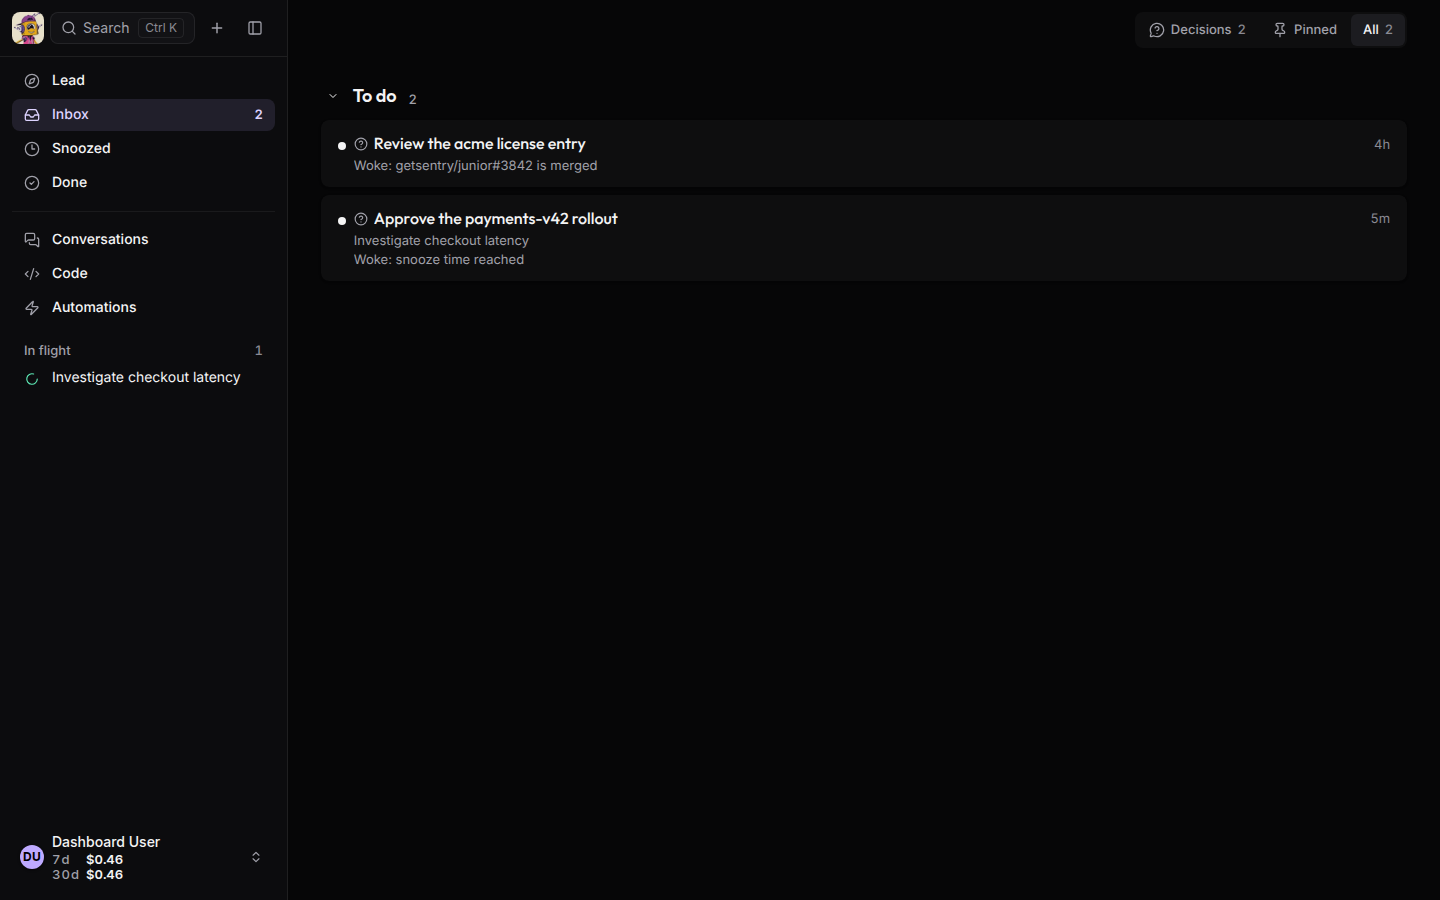 Search Ctrl K
Lead
Inbox 2
Snoozed
Done
Conversations
Code
Automations
In flight 1
Investigate checkout latency
DU
Dashboard User
7d $0.46
30d $0.46
Decisions 2 Pinned All 2
To do 2
Review the acme license entry 4h
Woke: getsentry/junior#3842 is merged
Approve the payments-v42 rollout 5m
Investigate checkout latency
Woke: snooze time reached